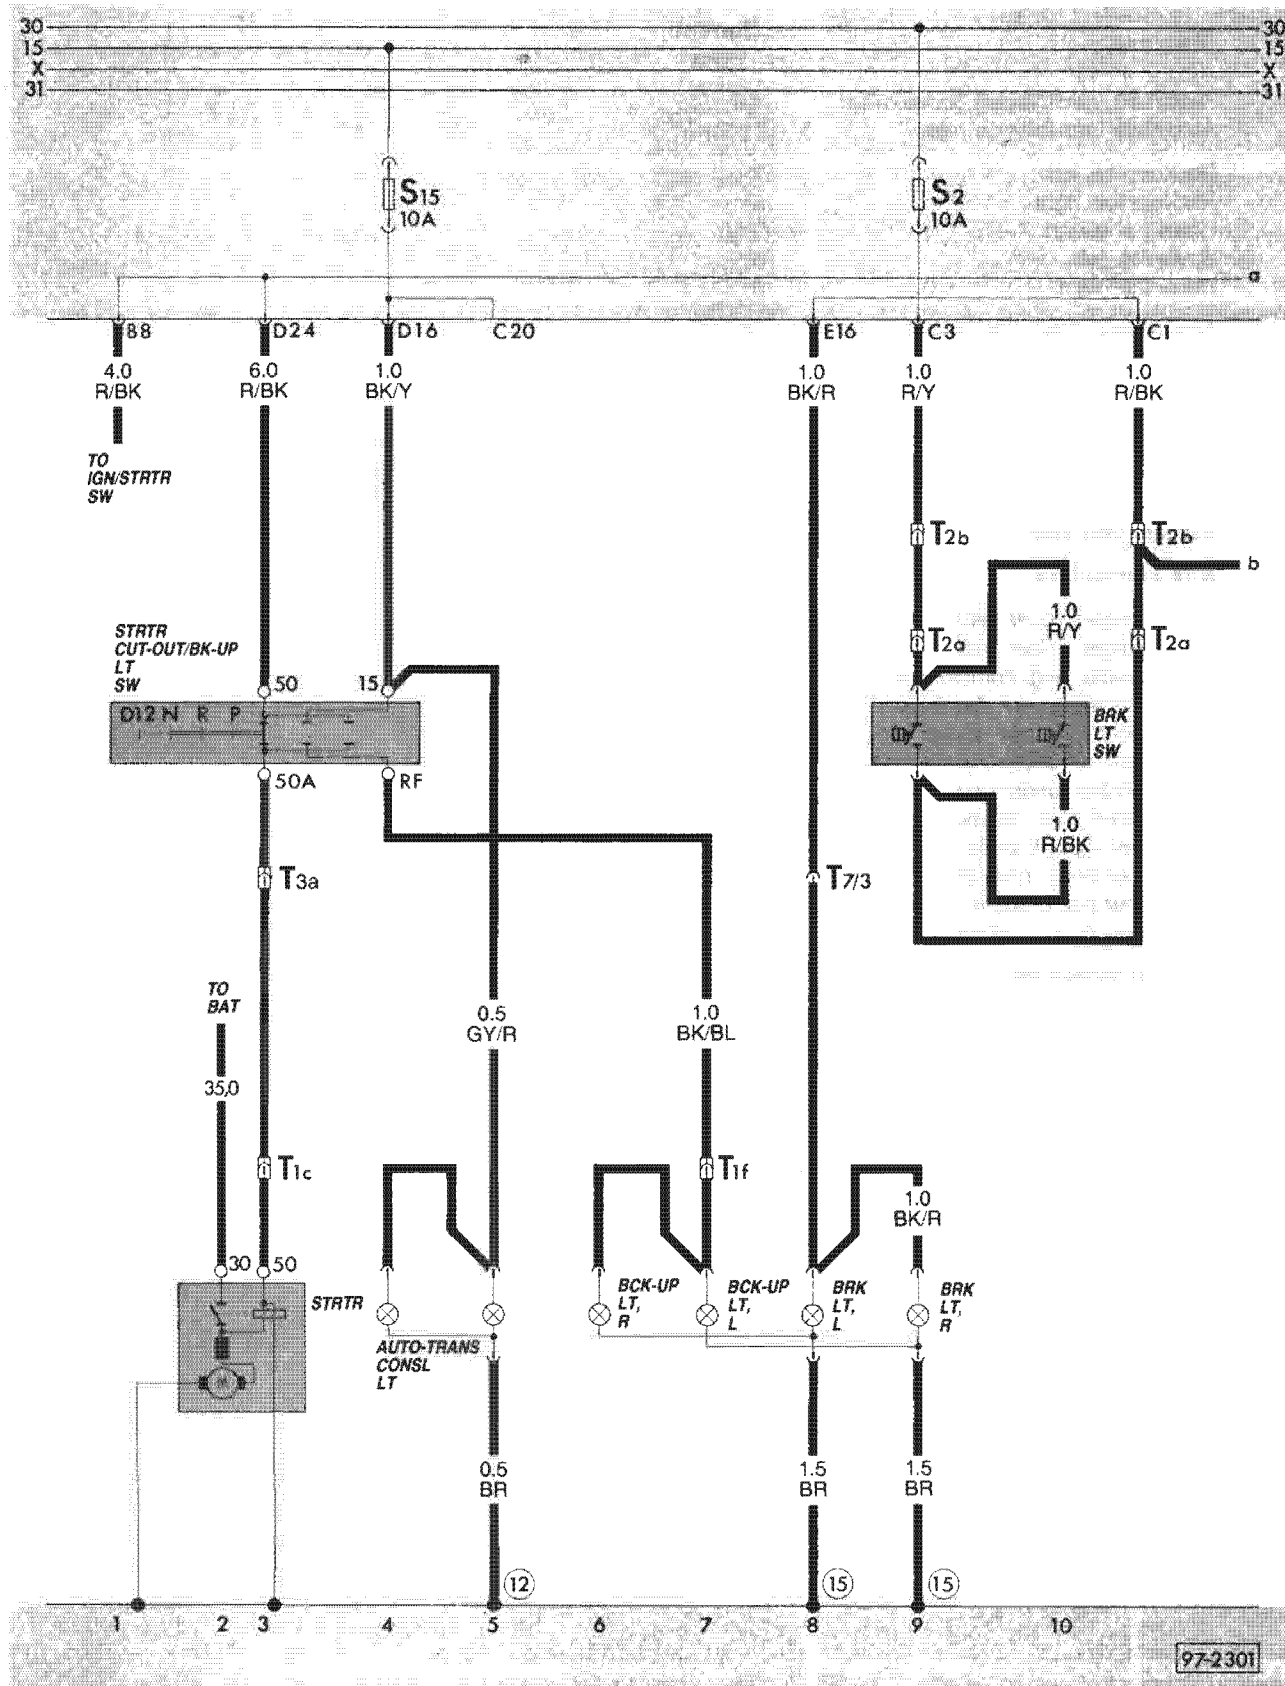 30 30
15 15
X X
31 31
S15
10A
S2
10A
a
B8 D24 D16 C20 E16 C3 C1
4.0
R/BK
6.0
R/BK
1.0
BK/Y
1.0
BK/R
1.0
R/Y
1.0
R/BK
TO
IGN/STRTR
SW
T2b
T2b
b
1.0
R/Y
T2a
T2a
STRTR
CUT-OUT/BK-UP
LT
SW
50
15
D12 N R P
BRK
LT
SW
50A
RF
1.0
R/BK
T3a
T7/3
TO
BAT
0.5
GY/R
1.0
BK/BL
35,0
T1c
T1f
1.0
BK/R
30 50
STRTR
M
AUTO-TRANS
CONSL
LT
BCK-UP
LT,
R
BCK-UP
LT,
L
BRK
LT,
L
BRK
LT,
R
0.5
BR
1.5
BR
1.5
BR
12
15
15
1 2 3 4 5 6 7 8 9 10
97-2301